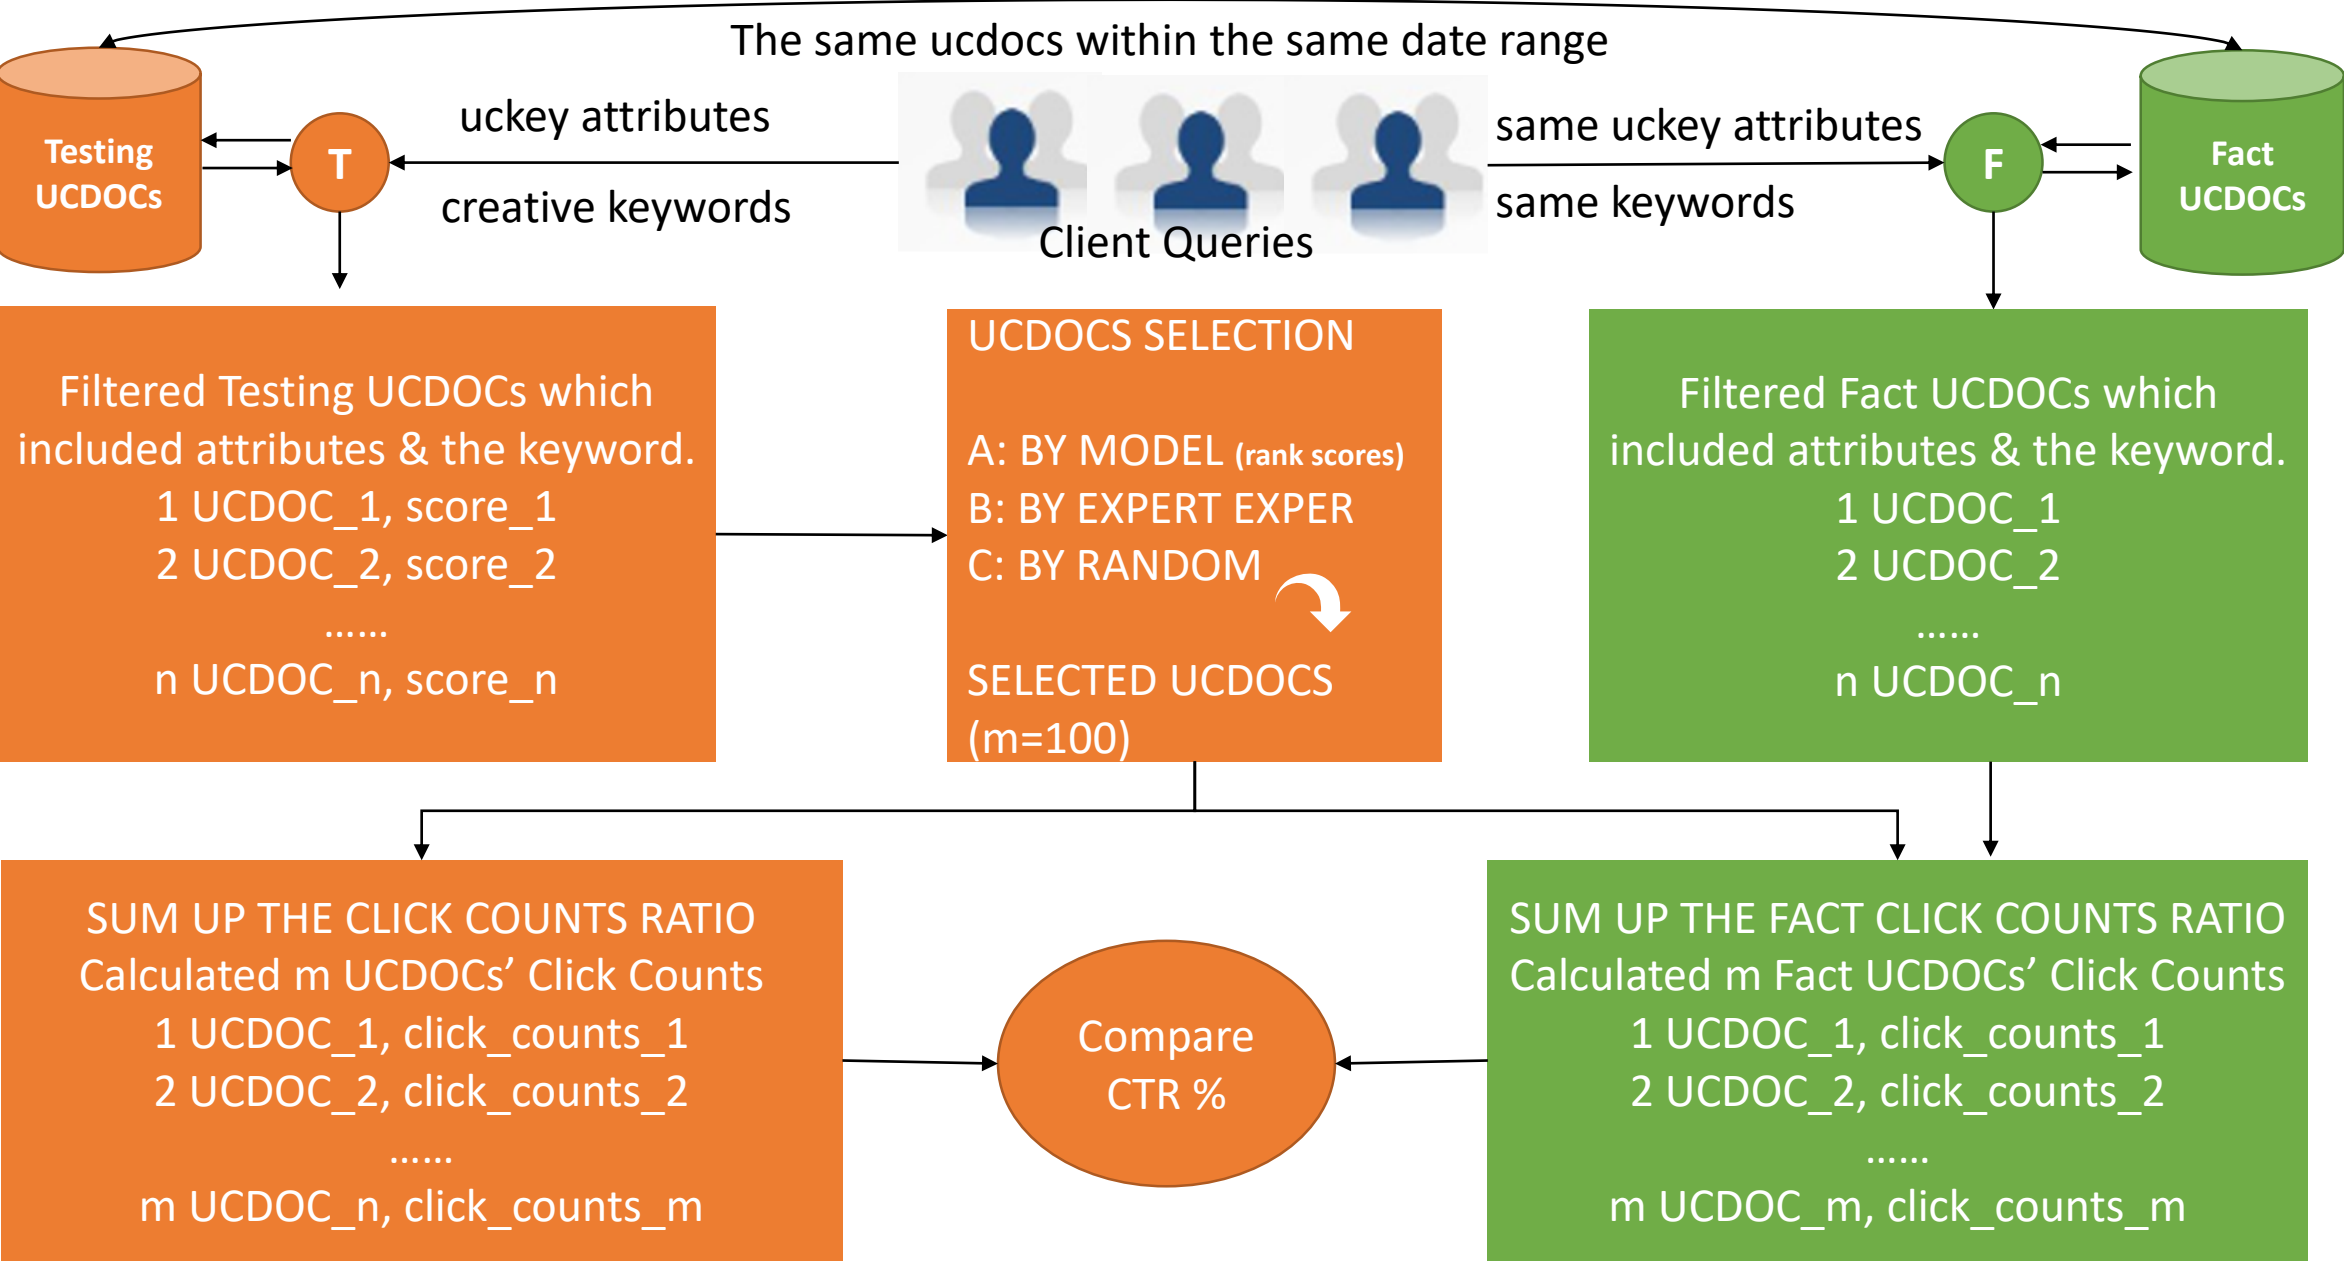 The same ucdocs within the same date range
Testing
UCDOCs
T
uckey attributes
creative keywords
Client Queries
same uckey attributes
same keywords
F
Fact
UCDOCs
Filtered Testing UCDOCs which
included attributes & the keyword.
1 UCDOC_1, score_1
2 UCDOC_2, score_2
......
n UCDOC_n, score_n
UCDOCS SELECTION
A: BY MODEL (rank scores)
B: BY EXPERT EXPER
C: BY RANDOM
SELECTED UCDOCS
(m=100)
Filtered Fact UCDOCs which
included attributes & the keyword.
1 UCDOC_1
2 UCDOC_2
......
n UCDOC_n
SUM UP THE CLICK COUNTS RATIO
Calculated m UCDOCs’ Click Counts
1 UCDOC_1, click_counts_1
2 UCDOC_2, click_counts_2
......
m UCDOC_n, click_counts_m
Compare
CTR %
SUM UP THE FACT CLICK COUNTS RATIO
Calculated m Fact UCDOCs’ Click Counts
1 UCDOC_1, click_counts_1
2 UCDOC_2, click_counts_2
......
m UCDOC_m, click_counts_m